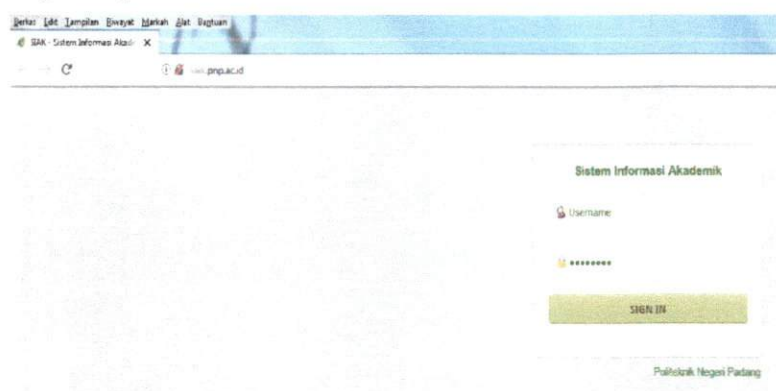 Berkas Edit Tampilan Riwayat Markah Alat Bantuan
SIAK - Sistem Informasi Akad
.pnp.ac.id
Sistem Informasi Akademik
Username
••••••••
SIGN IN
Politeknik Negeri Padang